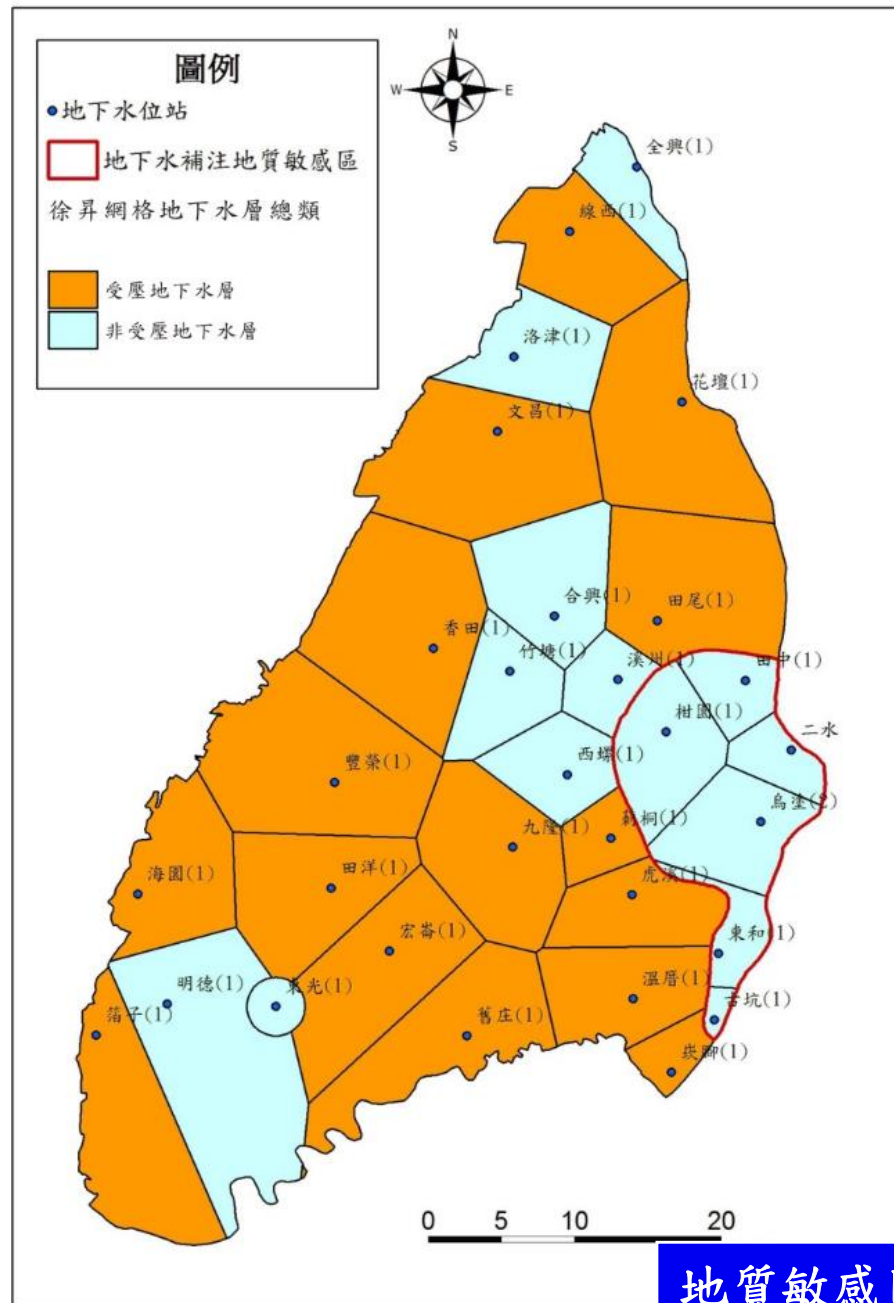 圖例
地下水位站
地下水補注地質敏感區
徐昇網格地下水層總類
受壓地下水層
非受壓地下水層
N
W E
S
全興(1)
線西(1)
洛津(1)
花壇(1)
文昌(1)
合興(1)
田尾(1)
香田(1)
竹塘(1)
溪州(1)
田中(1)
柑園(1)
二水
西螺(1)
豐榮(1)
烏塗(2)
九隆(1)
莿桐(1)
海園(1)
田洋(1)
虎溪(1)
宏崙(1)
東和(1)
明德(1)
東光(1)
溫厝(1)
古坑(1)
箔子(1)
舊庄(1)
崁腳(1)
0 5 10 20
地質敏感